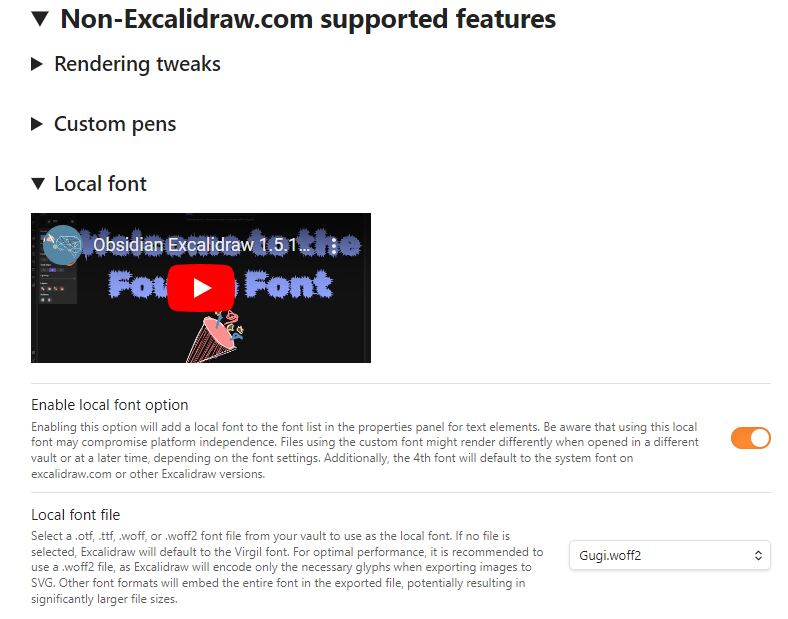 Non-Excalidraw.com supported features
Rendering tweaks
Custom pens
Local font
Obsidian Excalidraw 1.5.1...
to the
Font
Enable local font option
Enabling this option will add a local font to the font list in the properties panel for text elements. Be aware that using this local
font may compromise platform independence. Files using the custom font might render differently when opened in a different
vault or at a later time, depending on the font settings. Additionally, the 4th font will default to the system font on
excalidraw.com or other Excalidraw versions.
Local font file
Select a .otf, .ttf, .woff, or .woff2 font file from your vault to use as the local font. If no file is
selected, Excalidraw will default to the Virgil font. For optimal performance, it is recommended to
use a .woff2 file, as Excalidraw will encode only the necessary glyphs when exporting images to
SVG. Other font formats will embed the entire font in the exported file, potentially resulting in
significantly larger file sizes.
Gugi.woff2